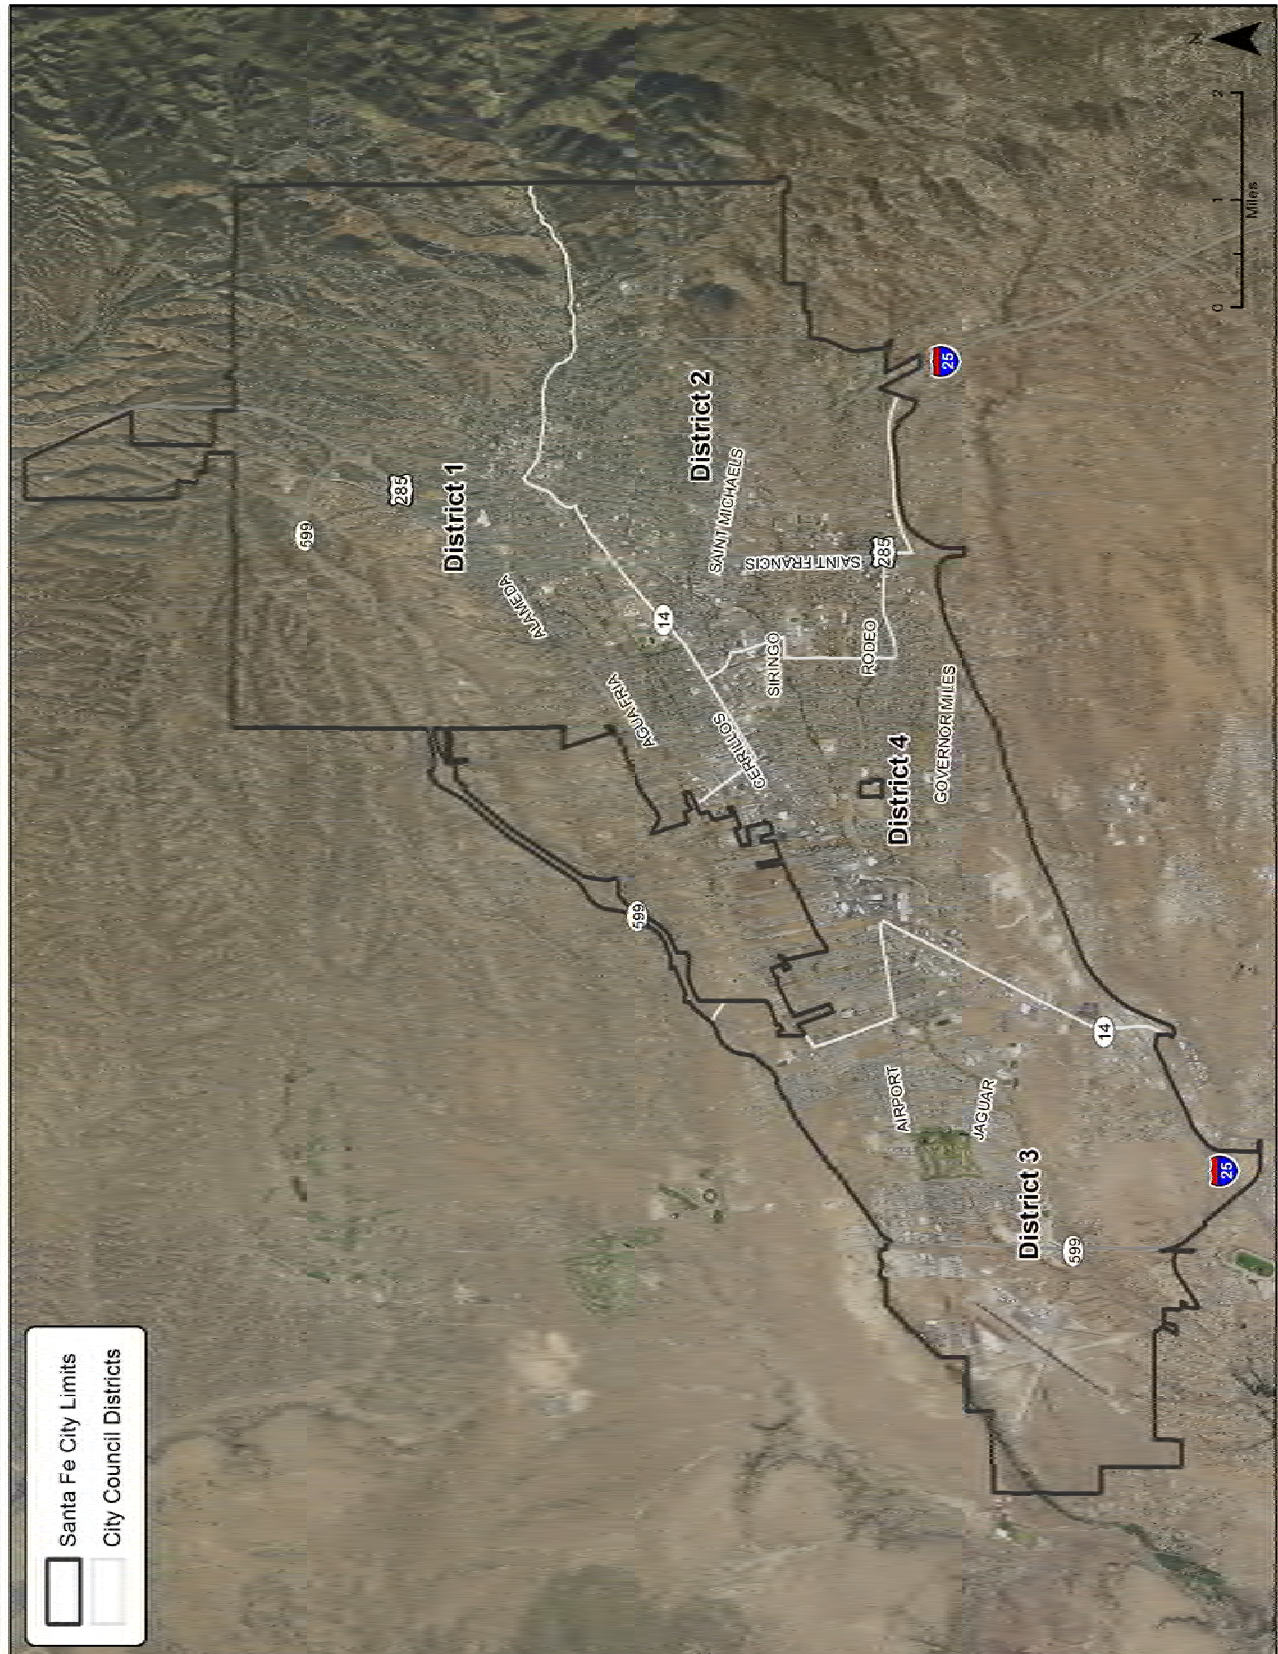 Santa Fe City Limits
City Council Districts
599
285
District 1
ALAMEDA
AGUA FRIA
14
District 2
SAINT MICHAELS
SAINT FRANCIS
285
25
SIRINGO
RODEO
CERRILLOS
GOVERNOR MILES
District 4
599
14
AIRPORT
JAGUAR
District 3
599
25
N
0 1 2
Miles